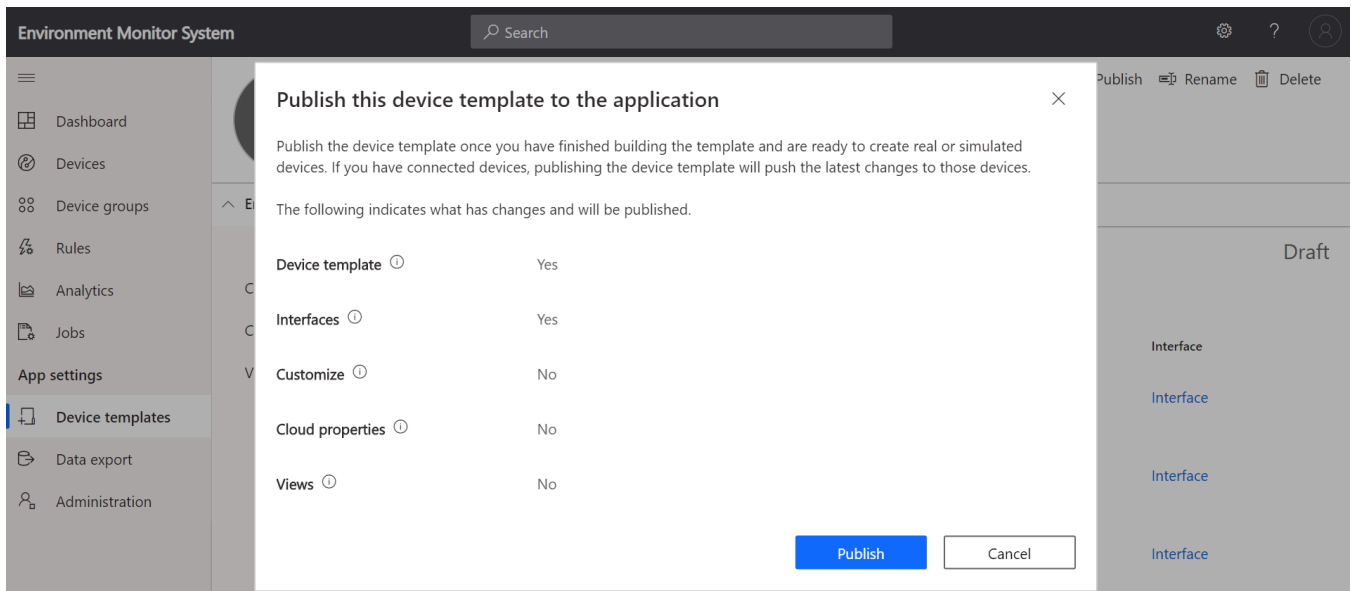 Environment Monitor System
Search
?
Publish
Rename
Delete
Dashboard
Devices
Device groups
Rules
Analytics
Jobs
App settings
Device templates
Data export
Administration
Publish this device template to the application
Publish the device template once you have finished building the template and are ready to create real or simulated
devices. If you have connected devices, publishing the device template will push the latest changes to those devices.
The following indicates what has changes and will be published.
Device template Yes
Interfaces Yes
Customize No
Cloud properties No
Views No
Publish
Cancel
Draft
Interface
Interface
Interface
Interface